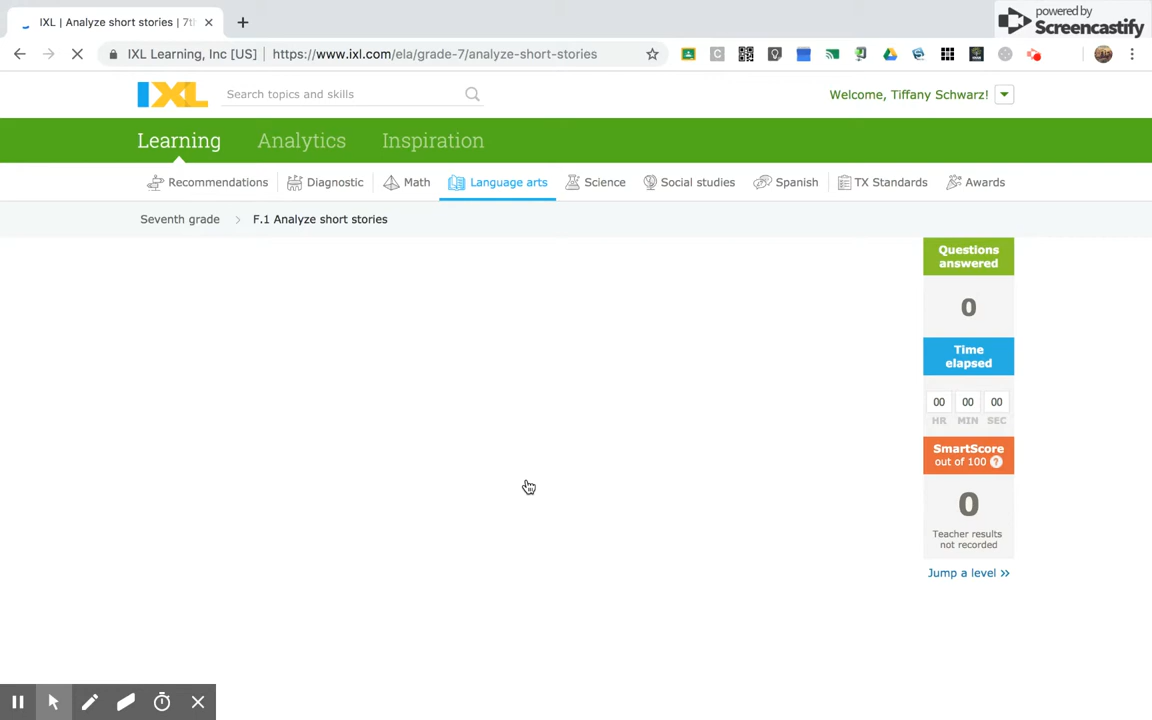 IXL | Analyze short stories | 7th
powered by
Screencastify
IXL Learning, Inc [US] | https://www.ixl.com/ela/grade-7/analyze-short-stories
IXL
Search topics and skills
Welcome, Tiffany Schwarz!
Learning Analytics Inspiration
Recommendations Diagnostic Math Language arts Science Social studies Spanish TX Standards Awards
Seventh grade > F.1 Analyze short stories
Questions
answered
0
Time
elapsed
00 00 00
HR MIN SEC
SmartScore
out of 100 ?
0
Teacher results
not recorded
Jump a level >>